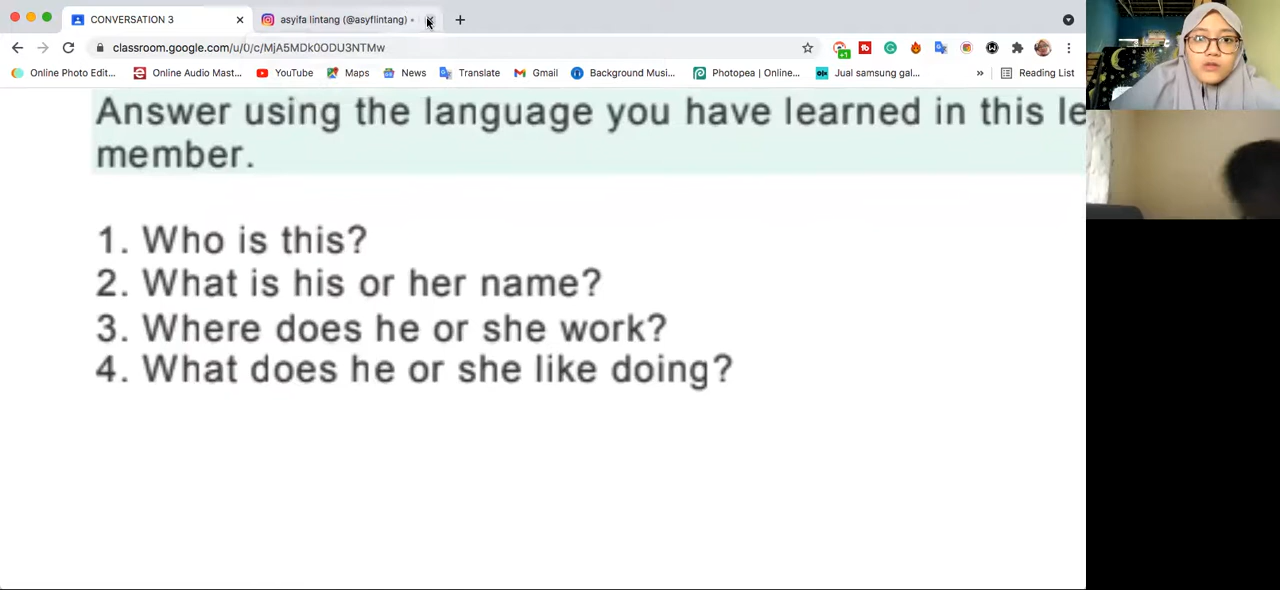 CONVERSATION 3
asyifa lintang (@asyflintang) •
classroom.google.com/u/0/c/MjA5MDk0ODU3NTMw
Online Photo Edit... Online Audio Mast... YouTube Maps News Translate Gmail Background Musi... Photopea | Online... Jual samsung gal... » Reading List
Answer using the language you have learned in this le
member.
1. Who is this?
2. What is his or her name?
3. Where does he or she work?
4. What does he or she like doing?